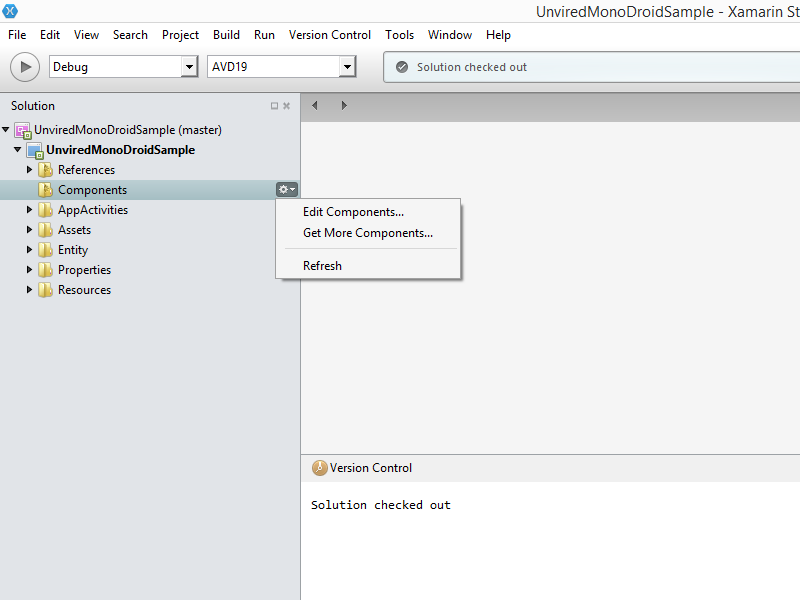 UnviredMonoDroidSample - Xamarin St
File Edit View Search Project Build Run Version Control Tools Window Help
Debug AVD19 Solution checked out
Solution
UnviredMonoDroidSample (master)
UnviredMonoDroidSample
References
Components
AppActivities
Assets
Entity
Properties
Resources
Edit Components...
Get More Components...
Refresh
Version Control
Solution checked out